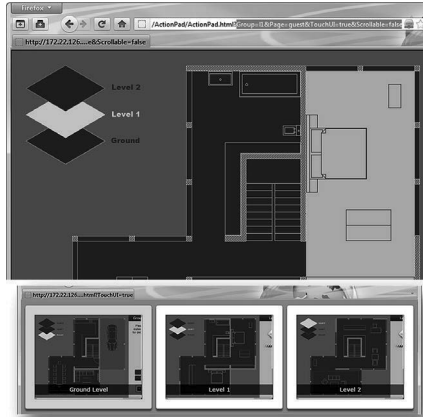 Firefox
/ActionPad/ActionPad.html?Group=l1&Page=guest&TouchUI=true&Scrollable=false
http://172.22.126....e&Scrollable=false
Level 2
Level 1
Ground
http://172.22.126....html?TouchUI=true
Ground Level
Level 1
Level 2